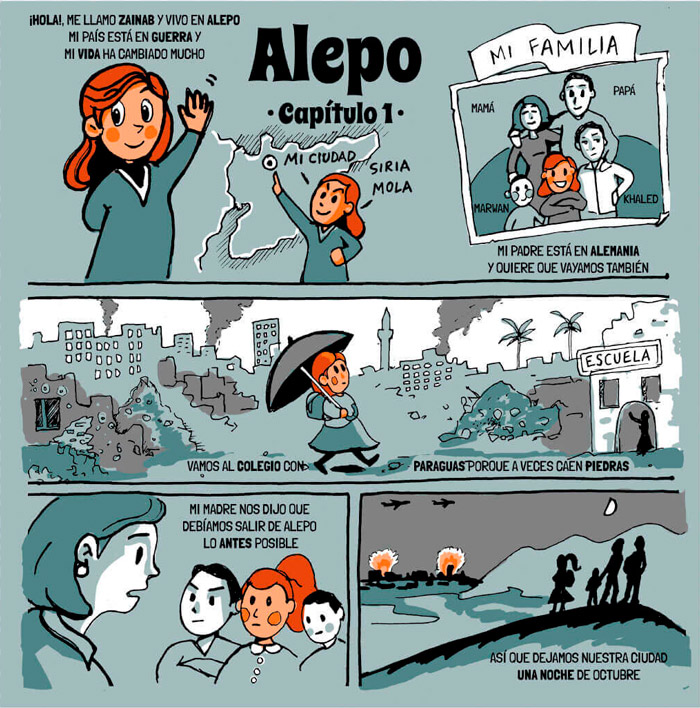 ¡HOLA!, ME LLAMO ZAINAB Y VIVO EN ALEPO
MI PAÍS ESTÁ EN GUERRA Y
MI VIDA HA CAMBIADO MUCHO
Alepo
·Capítulo 1·
MI CIUDAD
SIRIA
MOLA
MI FAMILIA
MAMÁ
PAPÁ
MARWAN
KHALED
MI PADRE ESTÁ EN ALEMANIA
Y QUIERE QUE VAYAMOS TAMBIÉN
ESCUELA
VAMOS AL COLEGIO CON PARAGUAS PORQUE A VECES CAEN PIEDRAS
MI MADRE NOS DIJO QUE
DEBÍAMOS SALIR DE ALEPO
LO ANTES POSIBLE
ASÍ QUE DEJAMOS NUESTRA CIUDAD
UNA NOCHE DE OCTUBRE